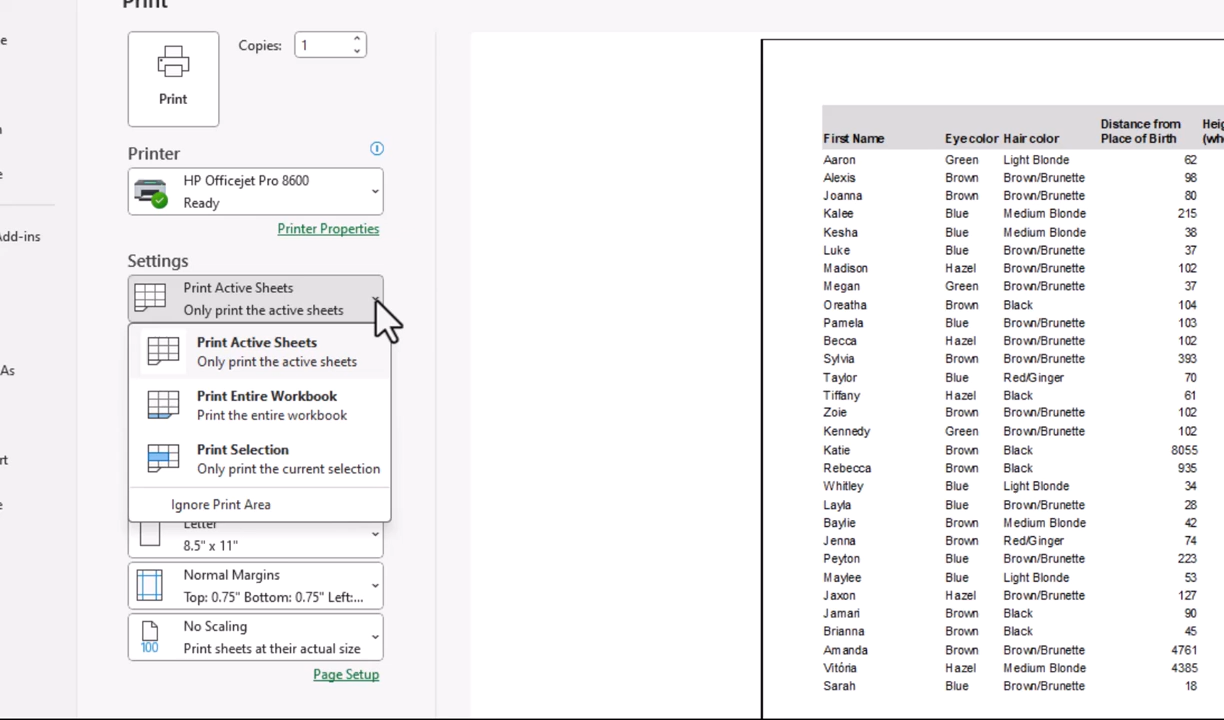 Print
Copies: 1
Print
Printer
HP Officejet Pro 8600
Ready
Printer Properties
Settings
Print Active Sheets
Only print the active sheets
Print Active Sheets
Only print the active sheets
Print Entire Workbook
Print the entire workbook
Print Selection
Only print the current selection
Ignore Print Area
Letter
8.5" x 11"
Normal Margins
Top: 0.75" Bottom: 0.75" Left:...
No Scaling
100
Print sheets at their actual size
Page Setup
Add-ins
As
Distance from
First Name Eye color Hair color Place of Birth
Aaron Green Light Blonde 62
Alexis Brown Brown/Brunette 98
Joanna Brown Brown/Brunette 80
Kalee Blue Medium Blonde 215
Kesha Blue Medium Blonde 38
Luke Blue Brown/Brunette 37
Madison Hazel Brown/Brunette 102
Megan Green Brown/Brunette 37
Oreatha Brown Black 104
Pamela Blue Brown/Brunette 103
Becca Hazel Brown/Brunette 102
Sylvia Brown Brown/Brunette 393
Taylor Blue Red/Ginger 70
Tiffany Hazel Black 61
Zoie Brown Brown/Brunette 102
Kennedy Green Brown/Brunette 102
Katie Brown Black 8055
Rebecca Brown Black 935
Whitley Blue Light Blonde 34
Layla Blue Brown/Brunette 28
Baylie Brown Medium Blonde 42
Jenna Brown Red/Ginger 74
Peyton Blue Brown/Brunette 223
Maylee Blue Light Blonde 53
Jaxon Hazel Brown/Brunette 127
Jamari Brown Black 90
Brianna Brown Black 45
Amanda Brown Brown/Brunette 4761
Vitória Hazel Medium Blonde 4385
Sarah Blue Brown/Brunette 18